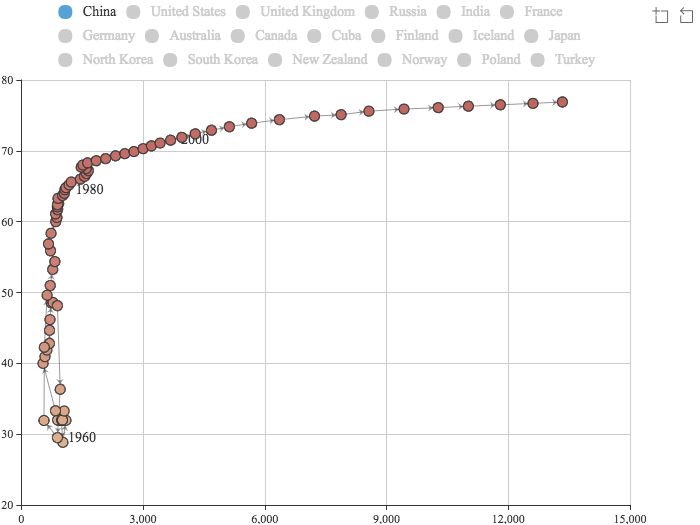 China United States United Kingdom Russia India France
Germany Australia Canada Cuba Finland Iceland Japan
North Korea South Korea New Zealand Norway Poland Turkey
80
70
2000
1980
60
50
40
30
1960
20
0 3,000 6,000 9,000 12,000 15,000